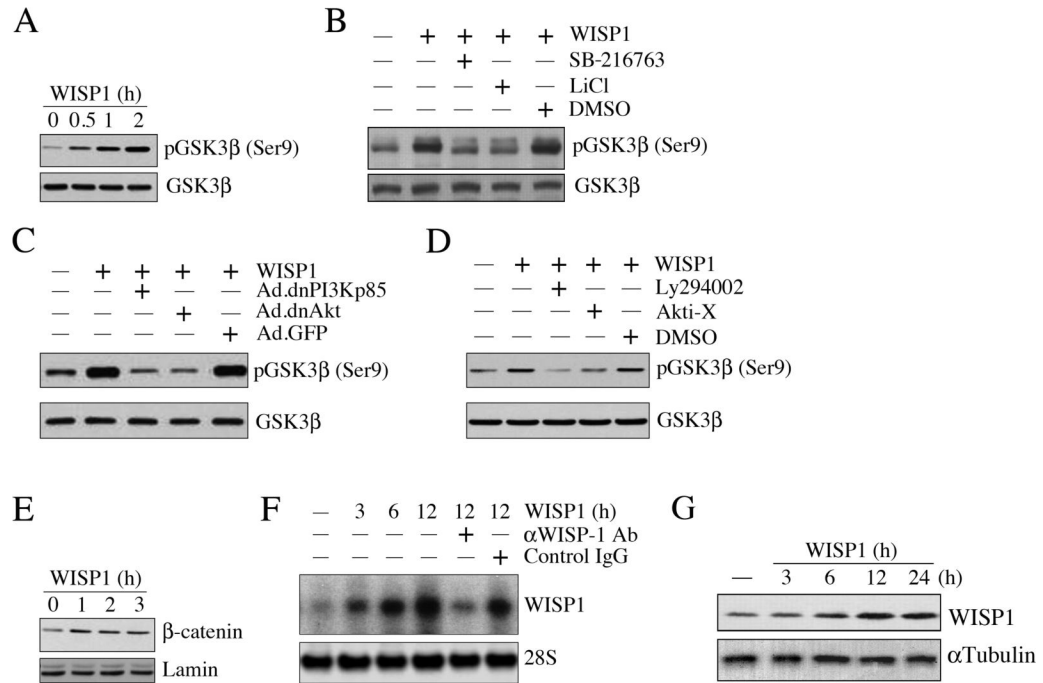 A
WISP1 (h)
0 0.5 1 2
pGSK3β (Ser9)
GSK3β
B
— + + + + WISP1
— — + — — SB-216763
— — — + — LiCl
— — — — + DMSO
pGSK3β (Ser9)
GSK3β
C
— + + + + WISP1
— — + — — Ad.dnPI3Kp85
— — — + — Ad.dnAkt
— — — — + Ad.GFP
pGSK3β (Ser9)
GSK3β
D
— + + + + WISP1
— — + — — Ly294002
— — — + — Akti-X
— — — — + DMSO
pGSK3β (Ser9)
GSK3β
E
WISP1 (h)
0 1 2 3
β-catenin
Lamin
F
— 3 6 12 12 12 WISP1 (h)
— — — — + — αWISP-1 Ab
— — — — — + Control IgG
WISP1
28S
G
WISP1 (h)
— 3 6 12 24 (h)
WISP1
αTubulin